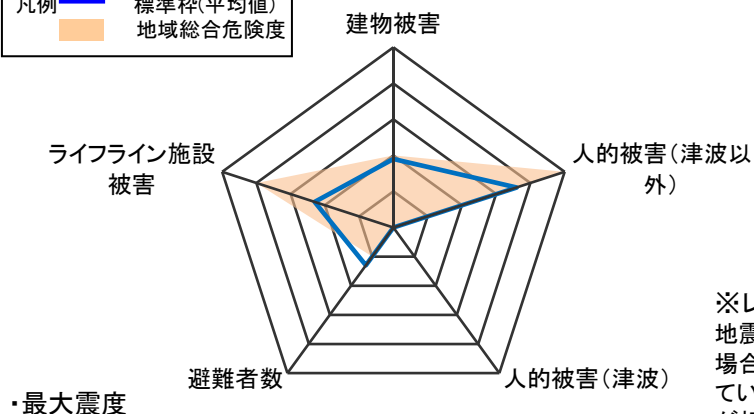 凡例 標準枠(平均値)
地域総合危険度
建物被害
ライフライン施設
被害
人的被害(津波以
外)
避難者数
人的被害(津波)
・最大震度
※レ
地震
場合
てい